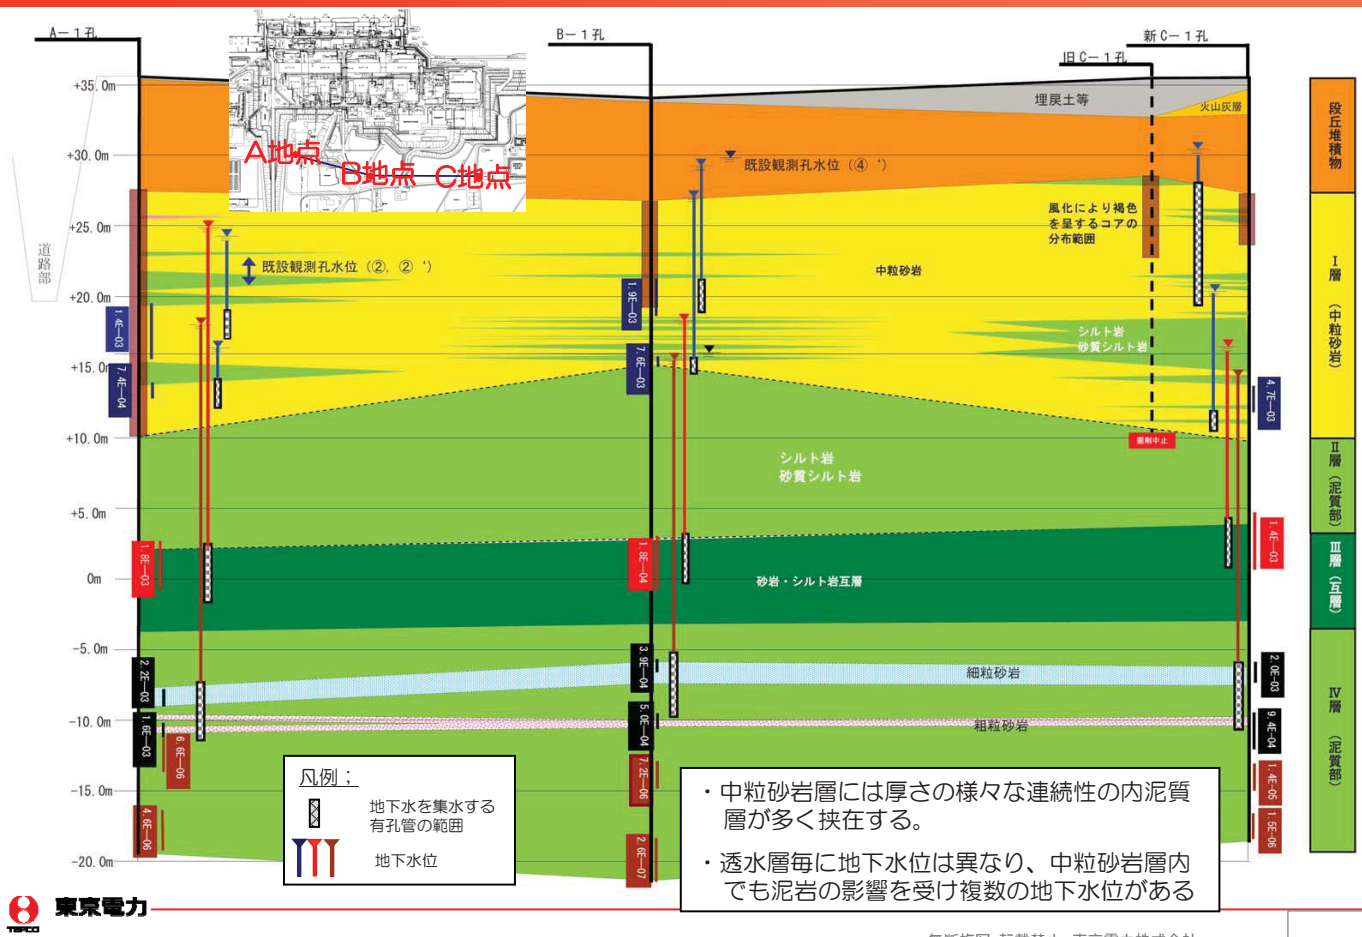 A－1孔
B－1孔
新C－1孔
旧C－1孔
+35.0m
+30.0m
+25.0m
+20.0m
+15.0m
+10.0m
+5.0m
0m
−5.0m
−10.0m
−15.0m
−20.0m
道路部
A地点
B地点
C地点
埋戻土等
火山灰層
既設観測孔水位（④ ’）
既設観測孔水位（②, ② ’）
風化により褐色
を呈するコアの
分布範囲
中粒砂岩
シルト岩
砂質シルト岩
掘削中止
シルト岩
砂質シルト岩
砂岩・シルト岩互層
細粒砂岩
粗粒砂岩
1.4E−03
7.4E−04
1.8E−03
2.2E−03
1.6E−03
6.6E−06
4.6E−06
1.9E−03
7.6E−03
1.8E−04
3.9E−04
5.0E−04
7.2E−06
2.6E−07
4.7E−03
1.4E−03
2.0E−03
9.4E−04
1.4E−05
1.5E−06
段丘堆積物
Ⅰ層（中粒砂岩）
Ⅱ層（泥質部）
Ⅲ層（互層）
Ⅳ層（泥質部）
凡例；
地下水を集水する
有孔管の範囲
地下水位
・中粒砂岩層には厚さの様々な連続性の内泥質
層が多く挟在する。
・透水層毎に地下水位は異なり、中粒砂岩層内
でも泥岩の影響を受け複数の地下水位がある
東京電力
TEPCO